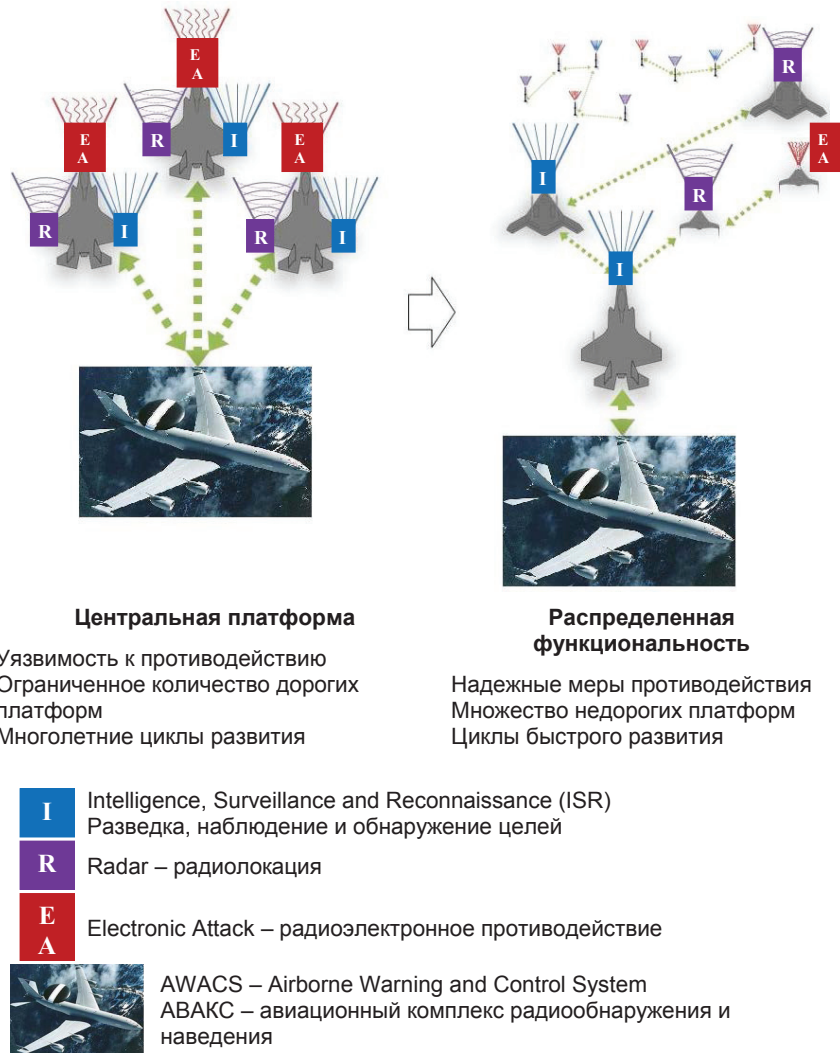 E
A
R
I
E
A
E
A
R
I
R
I
R
E
A
I
R
I
Центральная платформа
Уязвимость к противодействию
Ограниченное количество дорогих
платформ
Многолетние циклы развития
Распределенная
функциональность
Надежные меры противодействия
Множество недорогих платформ
Циклы быстрого развития
I
Intelligence, Surveillance and Reconnaissance (ISR)
Разведка, наблюдение и обнаружение целей
R
Radar – радиолокация
E
A
Electronic Attack – радиоэлектронное противодействие
AWACS – Airborne Warning and Control System
АВАКС – авиационный комплекс радиообнаружения и
наведения